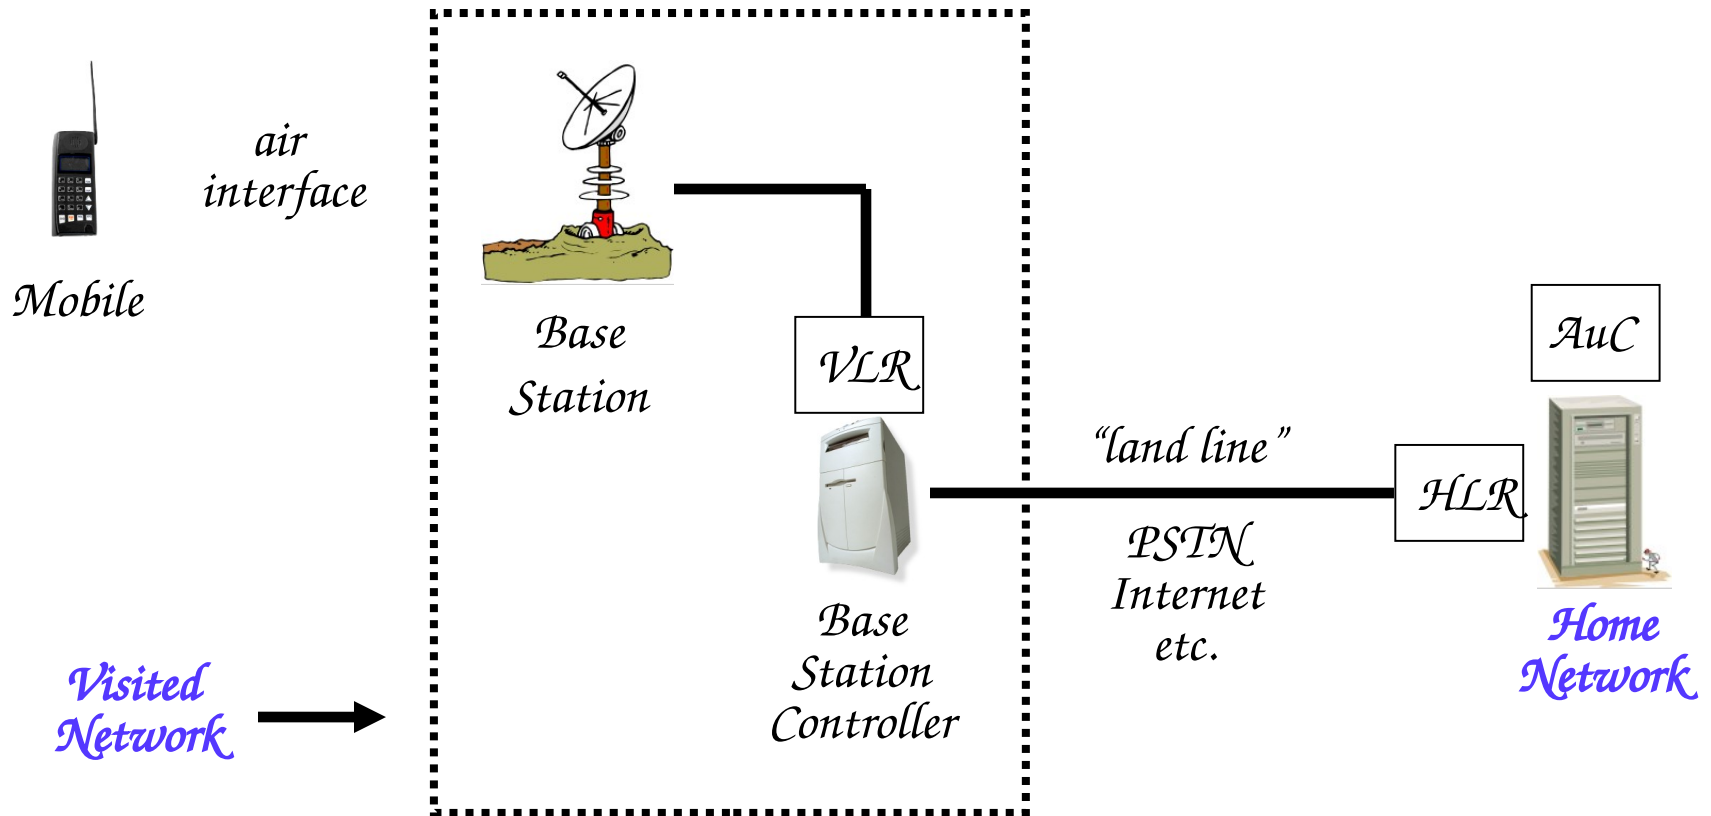 air
interface
Mobile
Base
Station
VLR
AuC
"land line"
HLR
PSTN
Internet
etc.
Base
Station
Controller
Home
Network
Visited
Network